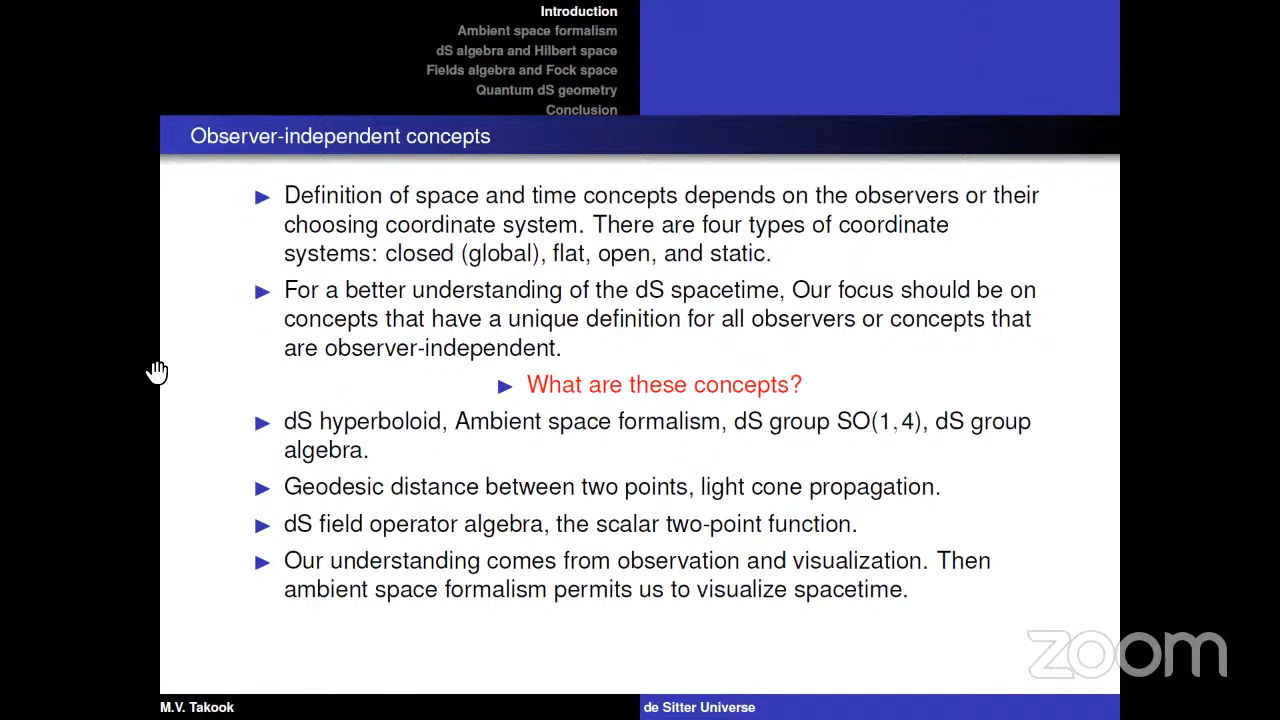 Introduction
Ambient space formalism
dS algebra and Hilbert space
Fields algebra and Fock space
Quantum dS geometry
Conclusion
Observer-independent concepts
Definition of space and time concepts depends on the observers or their
choosing coordinate system. There are four types of coordinate
systems: closed (global), flat, open, and static.
For a better understanding of the dS spacetime, Our focus should be on
concepts that have a unique definition for all observers or concepts that
are observer-independent.
What are these concepts?
dS hyperboloid, Ambient space formalism, dS group SO(1, 4), dS group
algebra.
Geodesic distance between two points, light cone propagation.
dS field operator algebra, the scalar two-point function.
Our understanding comes from observation and visualization. Then
ambient space formalism permits us to visualize spacetime.
zoom
M.V. Takook
de Sitter Universe